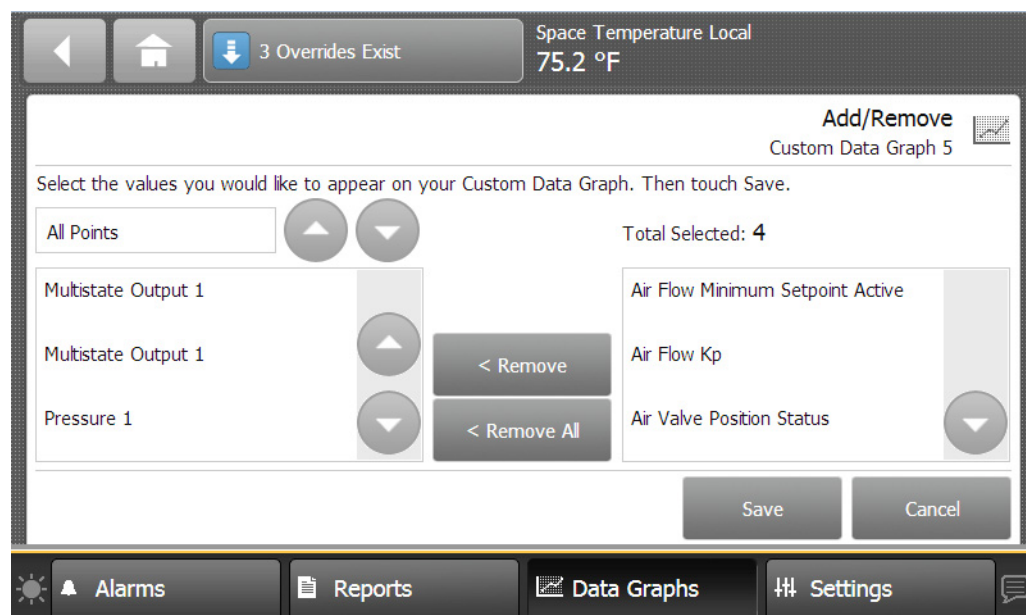 3 Overrides Exist
Space Temperature Local
75.2 °F
Add/Remove
Custom Data Graph 5
Select the values you would like to appear on your Custom Data Graph. Then touch Save.
All Points
Total Selected: 4
Multistate Output 1
Multistate Output 1
Pressure 1
< Remove
< Remove All
Air Flow Minimum Setpoint Active
Air Flow Kp
Air Valve Position Status
Save
Cancel
Alarms
Reports
Data Graphs
Settings